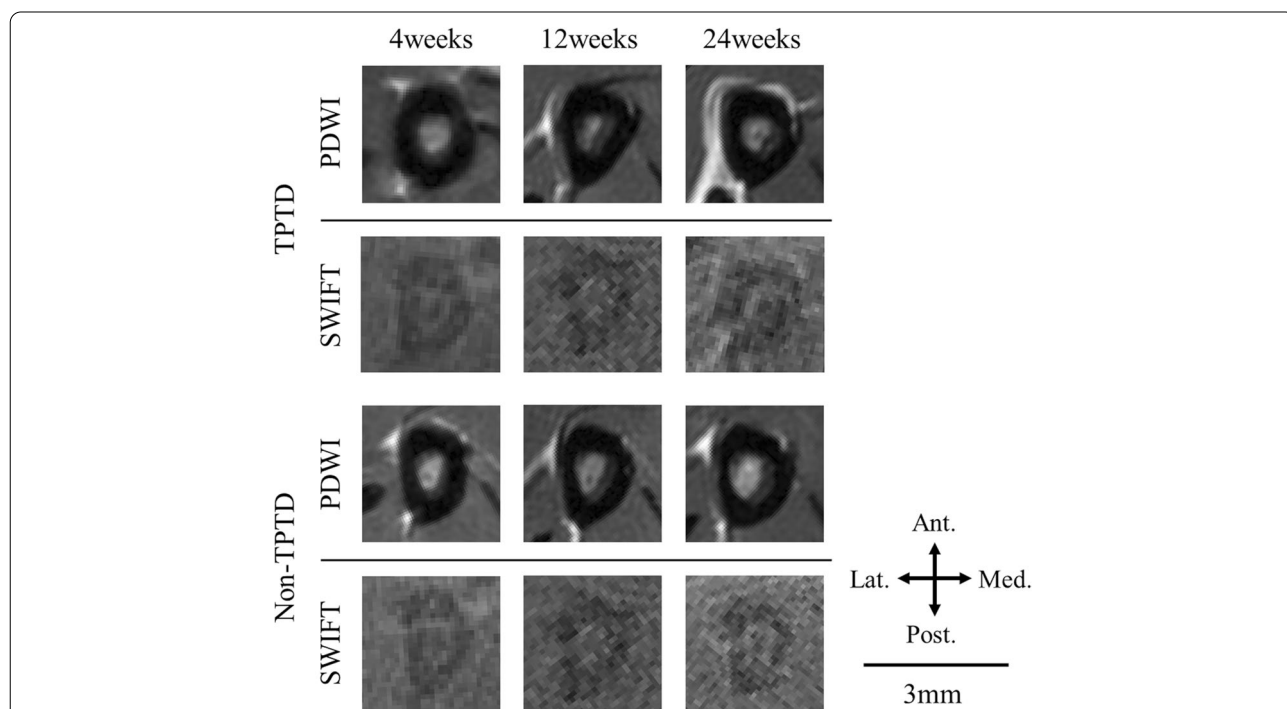 4weeks 12weeks 24weeks
TPTD
PDWI
SWIFT
Non-TPTD
PDWI
SWIFT
Ant.
Lat. Med.
Post.
3mm